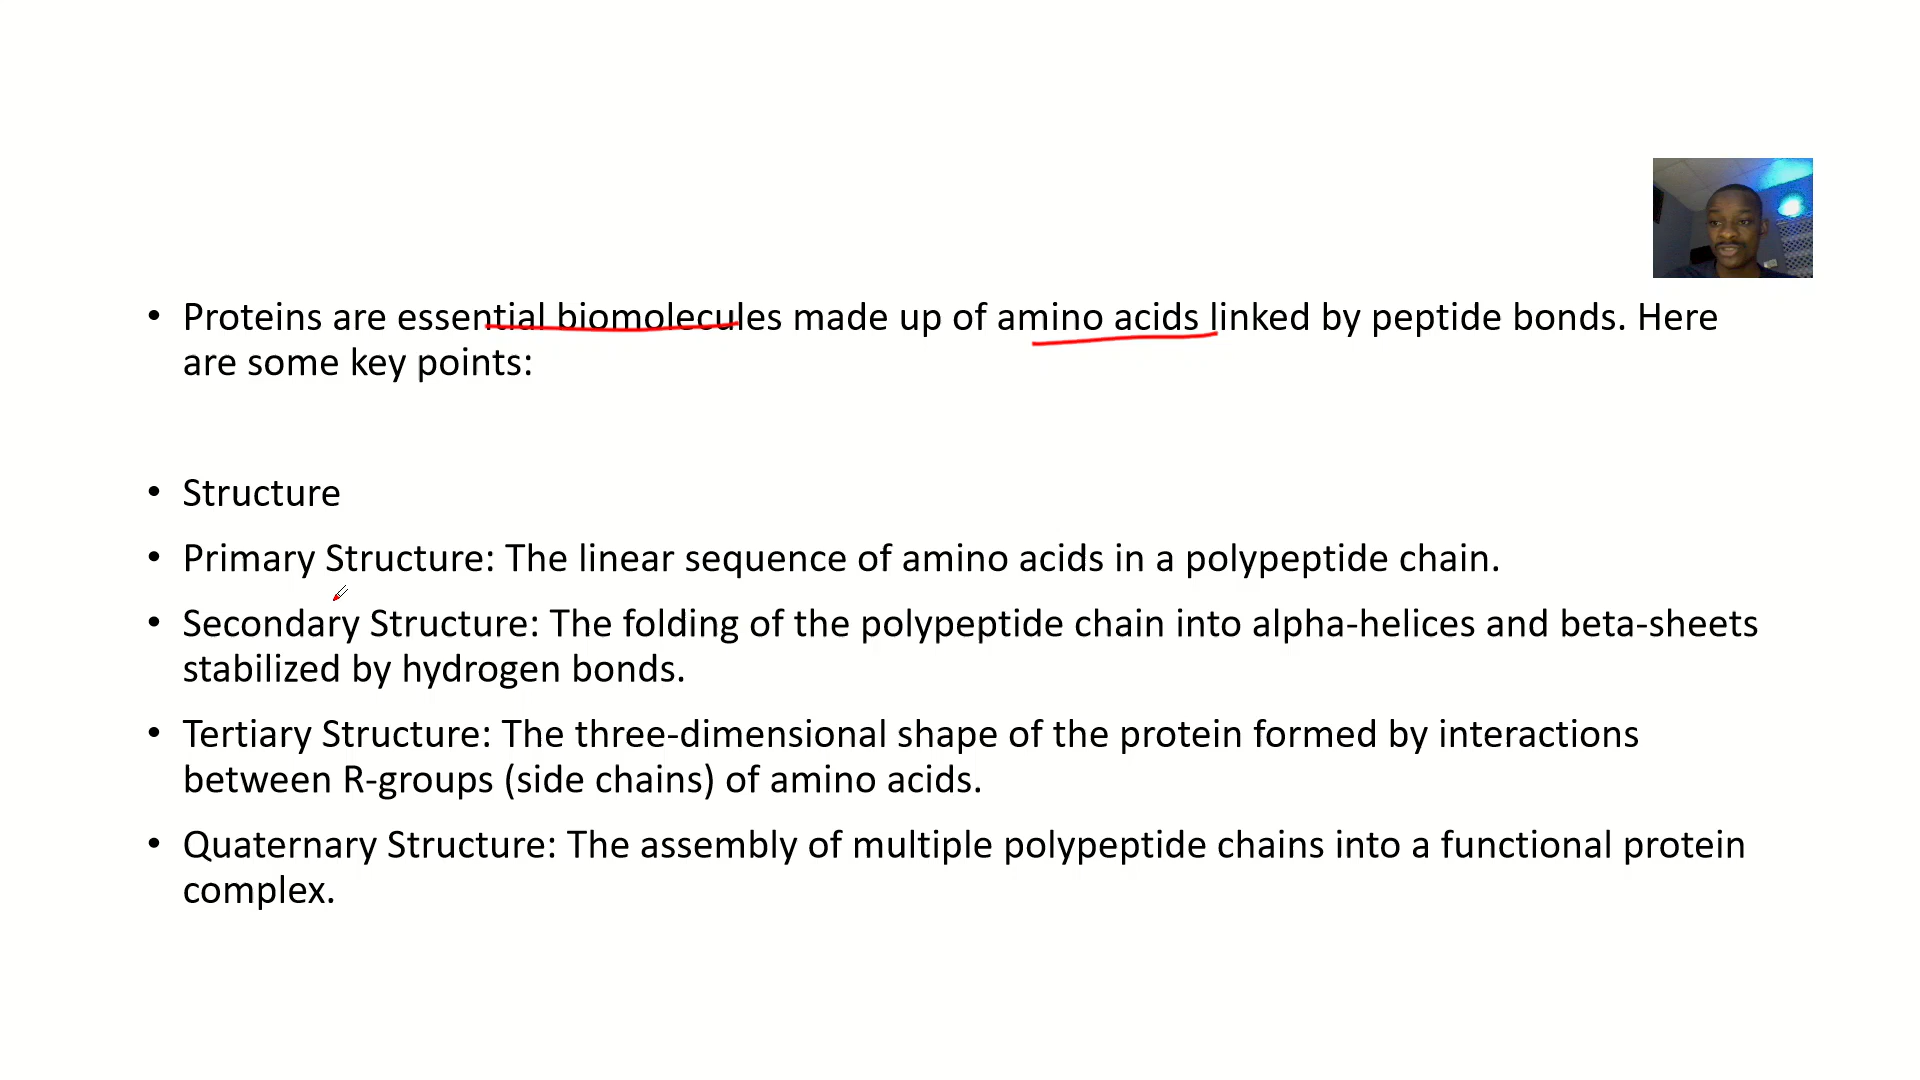 • Proteins are essential biomolecules made up of amino acids linked by peptide bonds. Here
are some key points:
• Structure
• Primary Structure: The linear sequence of amino acids in a polypeptide chain.
• Secondary Structure: The folding of the polypeptide chain into alpha-helices and beta-sheets
stabilized by hydrogen bonds.
• Tertiary Structure: The three-dimensional shape of the protein formed by interactions
between R-groups (side chains) of amino acids.
• Quaternary Structure: The assembly of multiple polypeptide chains into a functional protein
complex.